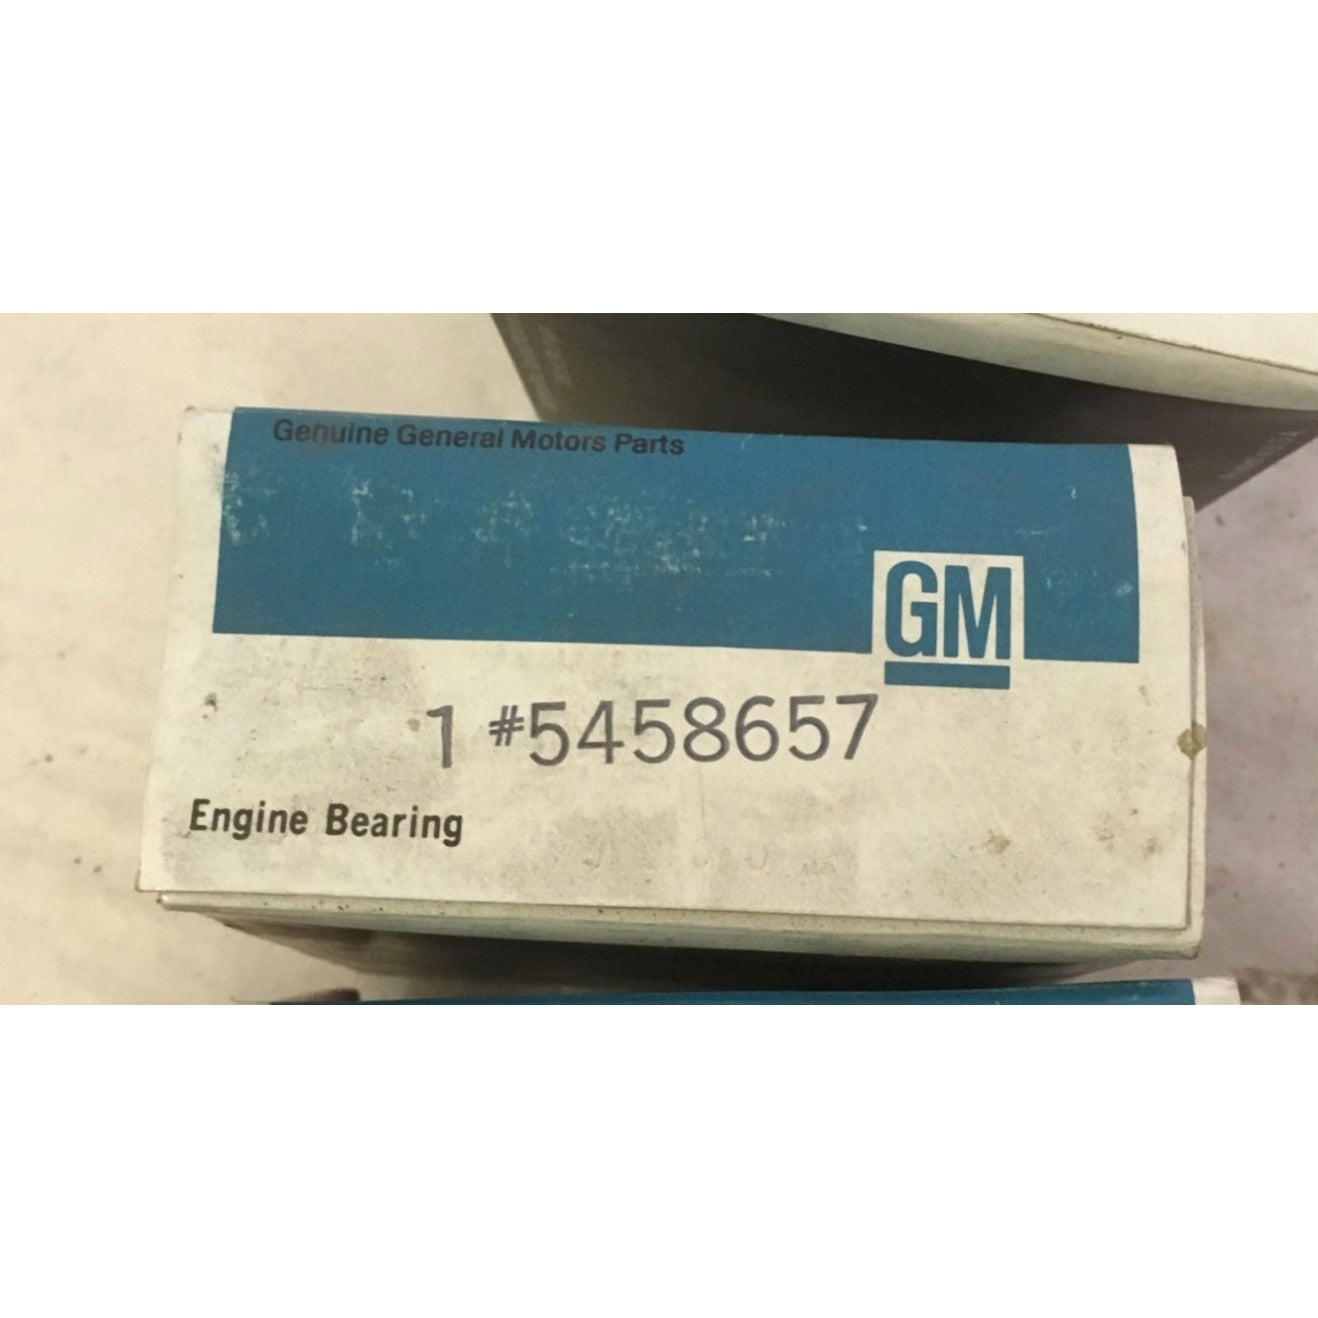 Genuine General Motors Parts
GM
1 #5458657
Engine Bearing